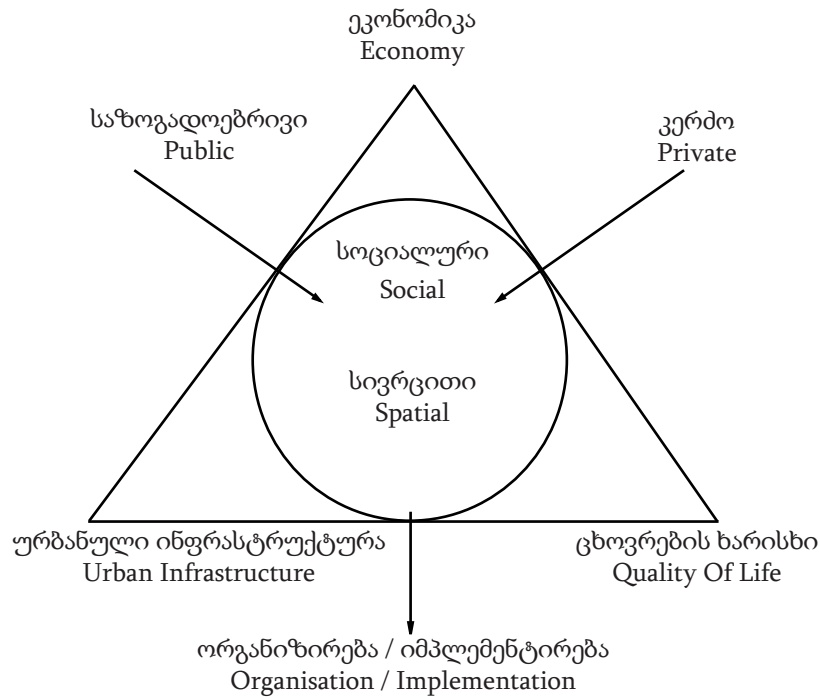 ეკონომიკა
Economy
საზოგადოებრივი
Public
კერძო
Private
სოციალური
Social
სივრცითი
Spatial
ურბანული ინფრასტრუქტურა
Urban Infrastructure
ცხოვრების ხარისხი
Quality Of Life
ორგანიზირება / იმპლემენტირება
Organisation / Implementation